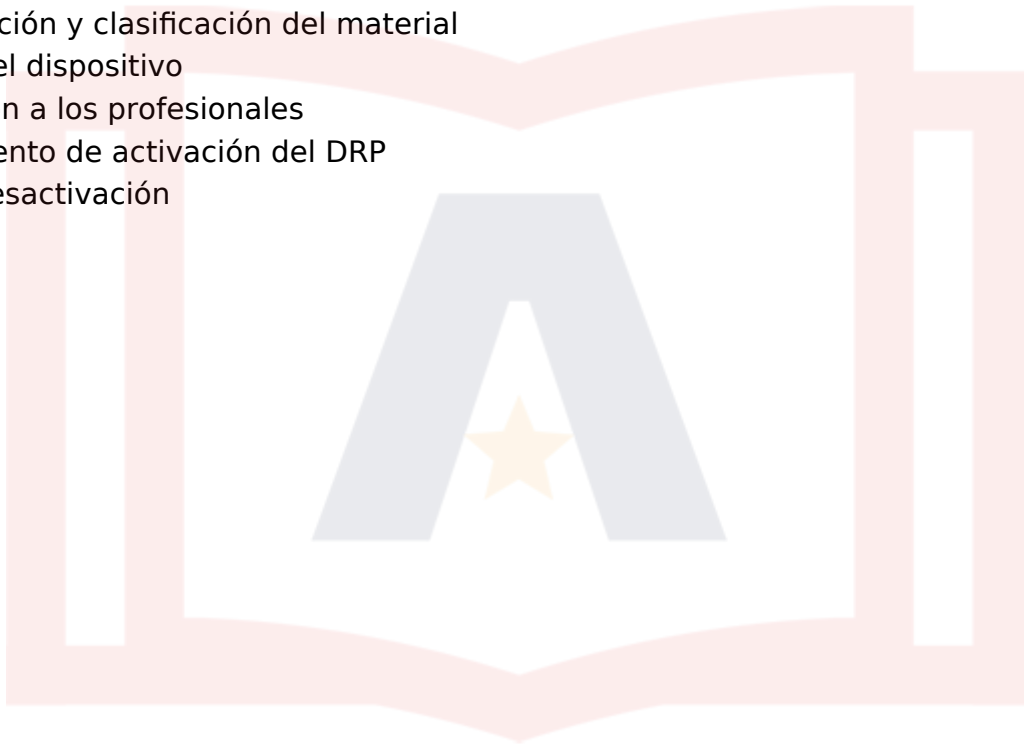 ción y clasificación del material
el dispositivo
n a los profesionales
ento de activación del DRP
esactivación